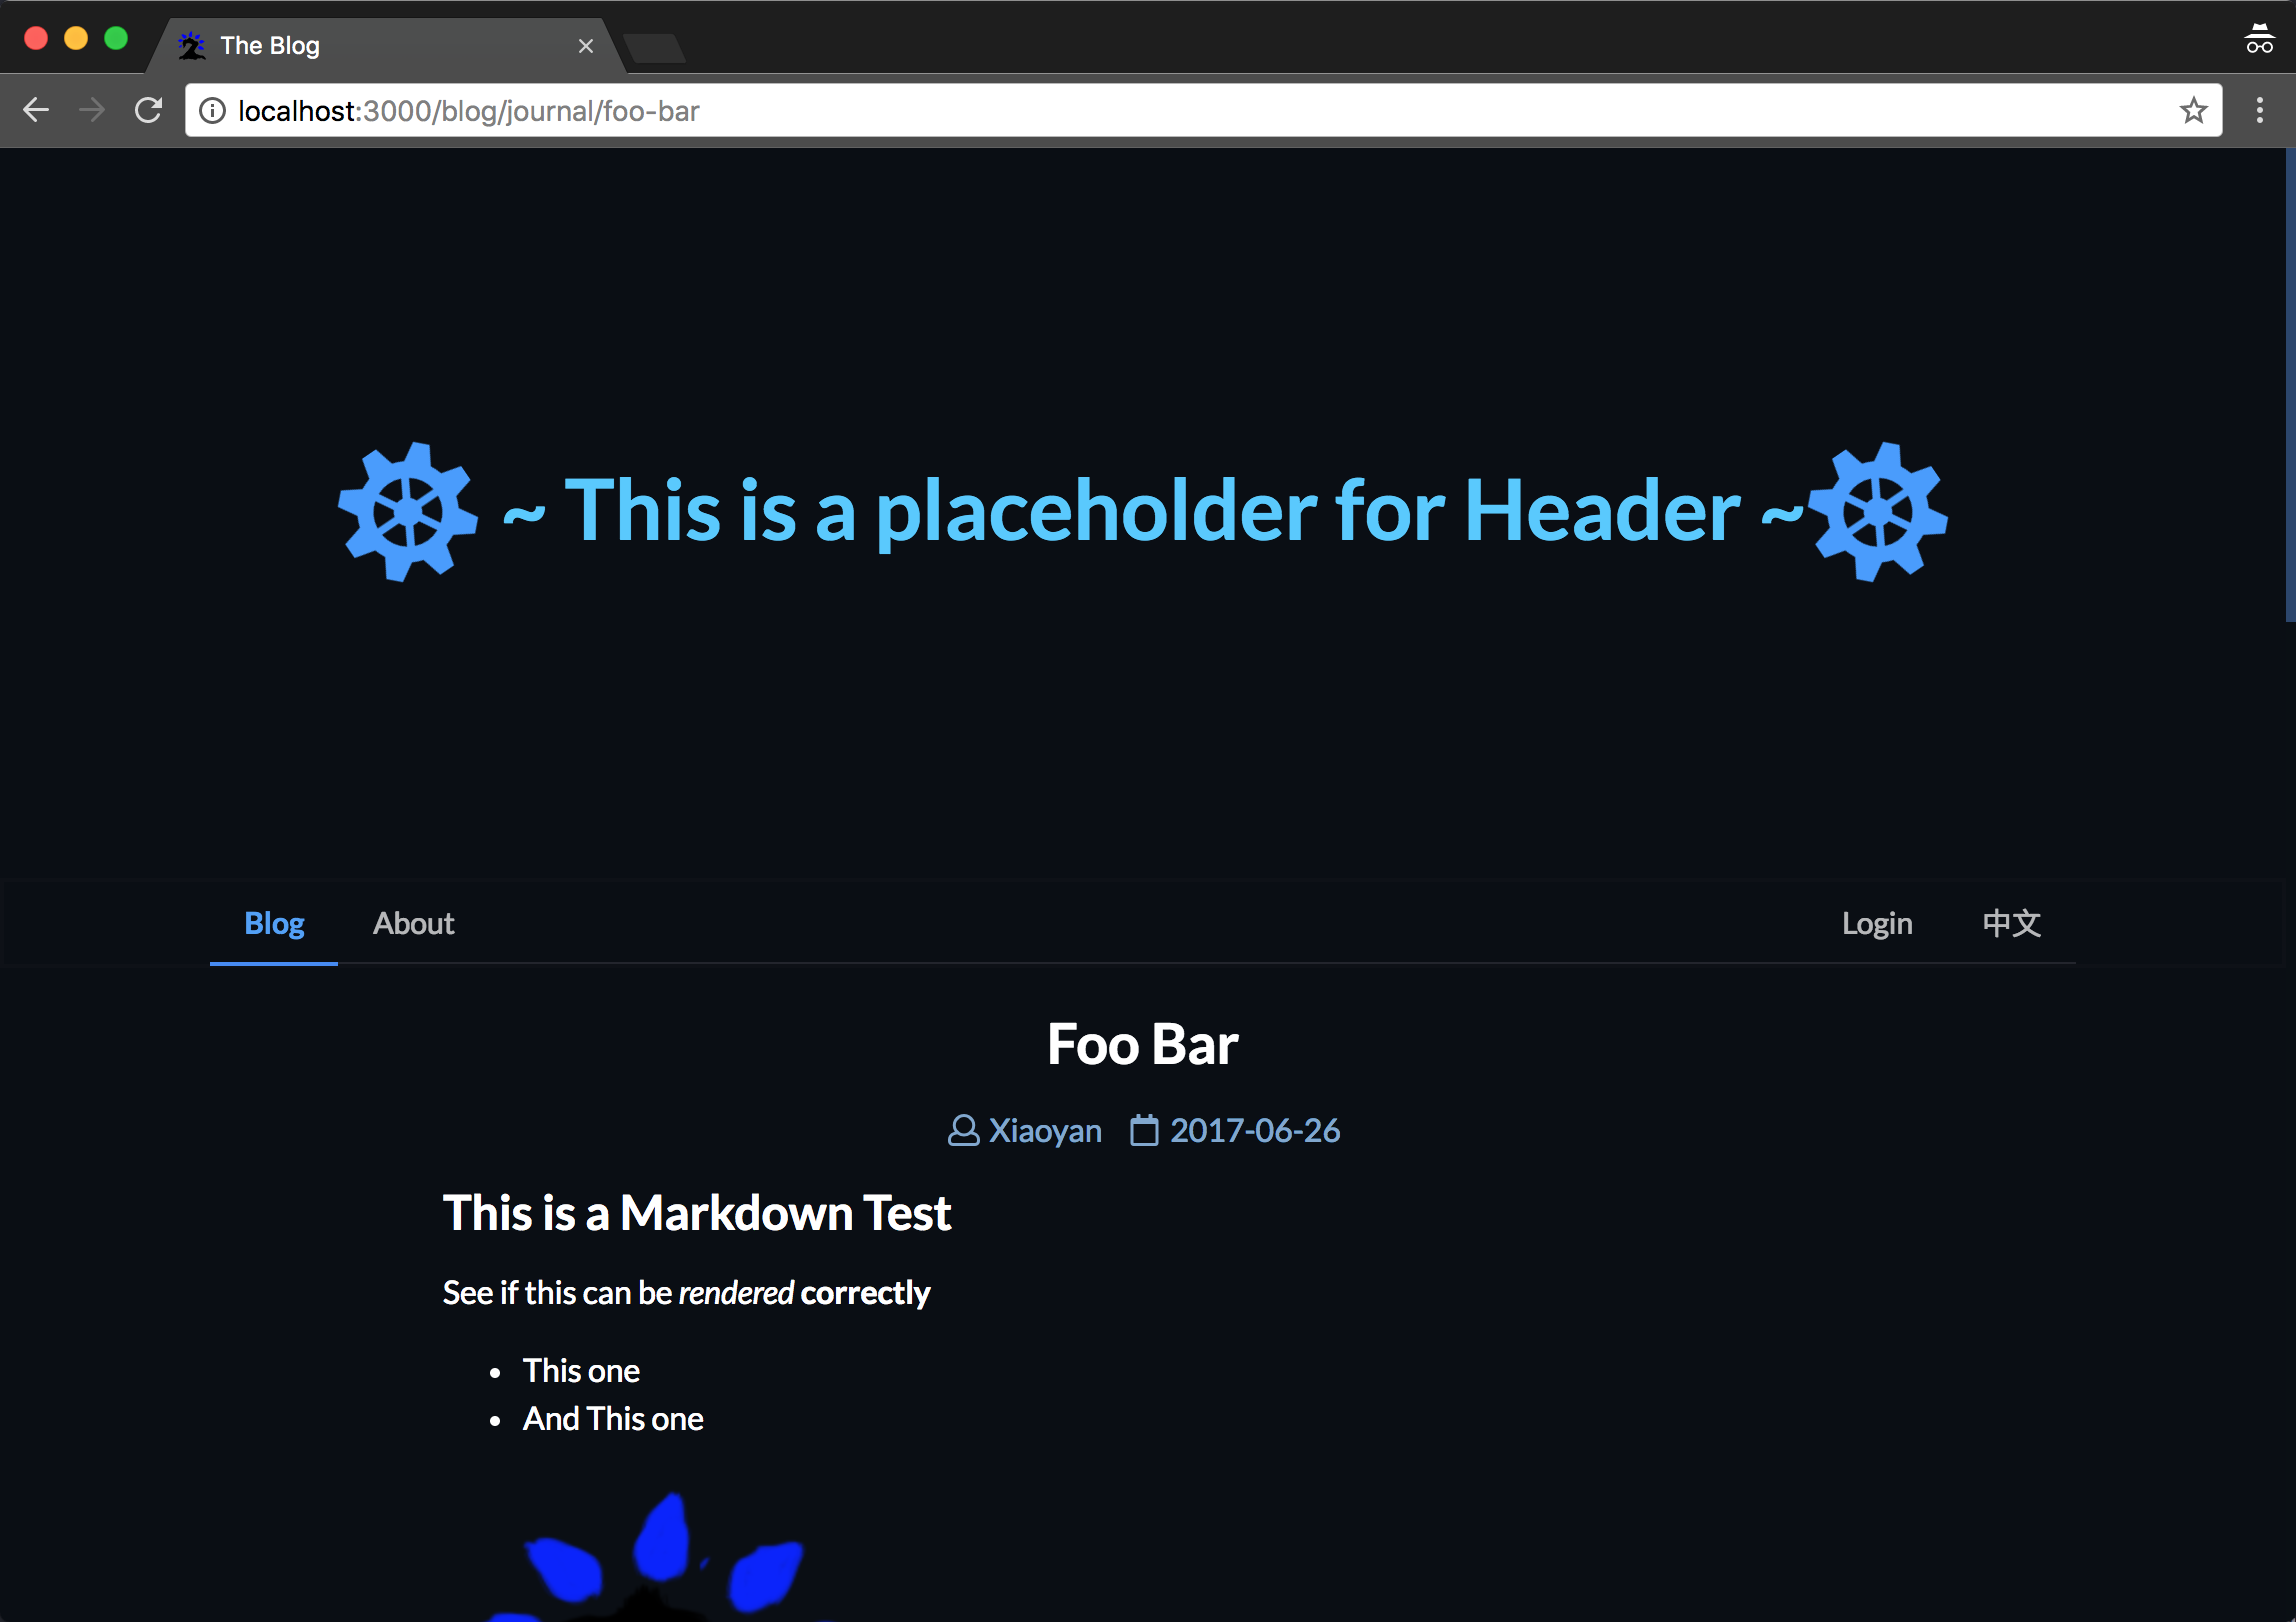 The Blog
localhost:3000/blog/journal/foo-bar
~ This is a placeholder for Header ~
Blog About Login 中文
Foo Bar
Xiaoyan 2017-06-26
This is a Markdown Test
See if this can be rendered correctly
• This one
• And This one